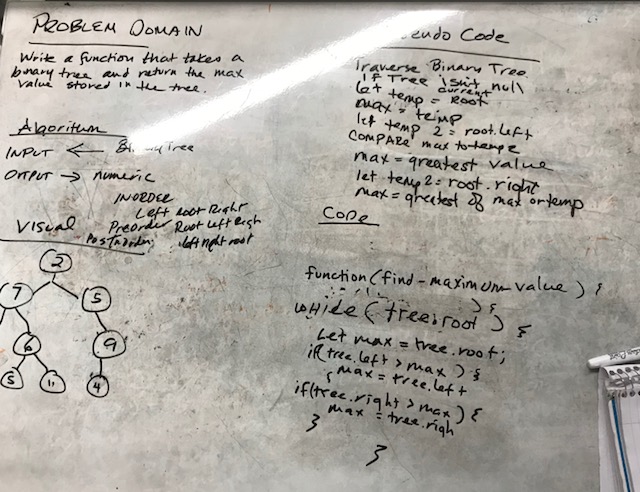 PROBLEM DOMAIN
Write a function that takes a
binary tree and return the max
value stored in the tree.
Algoritum
INPUT ← Bi Tree
OUTPUT → numeric
INORDER
Left Root Right
Preorder Root Left Righ
Postorder left right root
VISUAL
2
7 5
6 9
5 11 4
eudo Code
Traverse Binary Tree
If Tree isnt null
current
let temp = Root
max = temp
let temp 2 = root.left
COMPARE max to temp 2
max = greatest value
let temp2 = root.right
max = greatest of max or temp
Code
function (find-maximum-value) {
) {
while (tree.root) {
Let max = tree.root;
if(tree.left > max) {
max = tree.left
if(tree.right > max) {
max = tree.righ
}
}